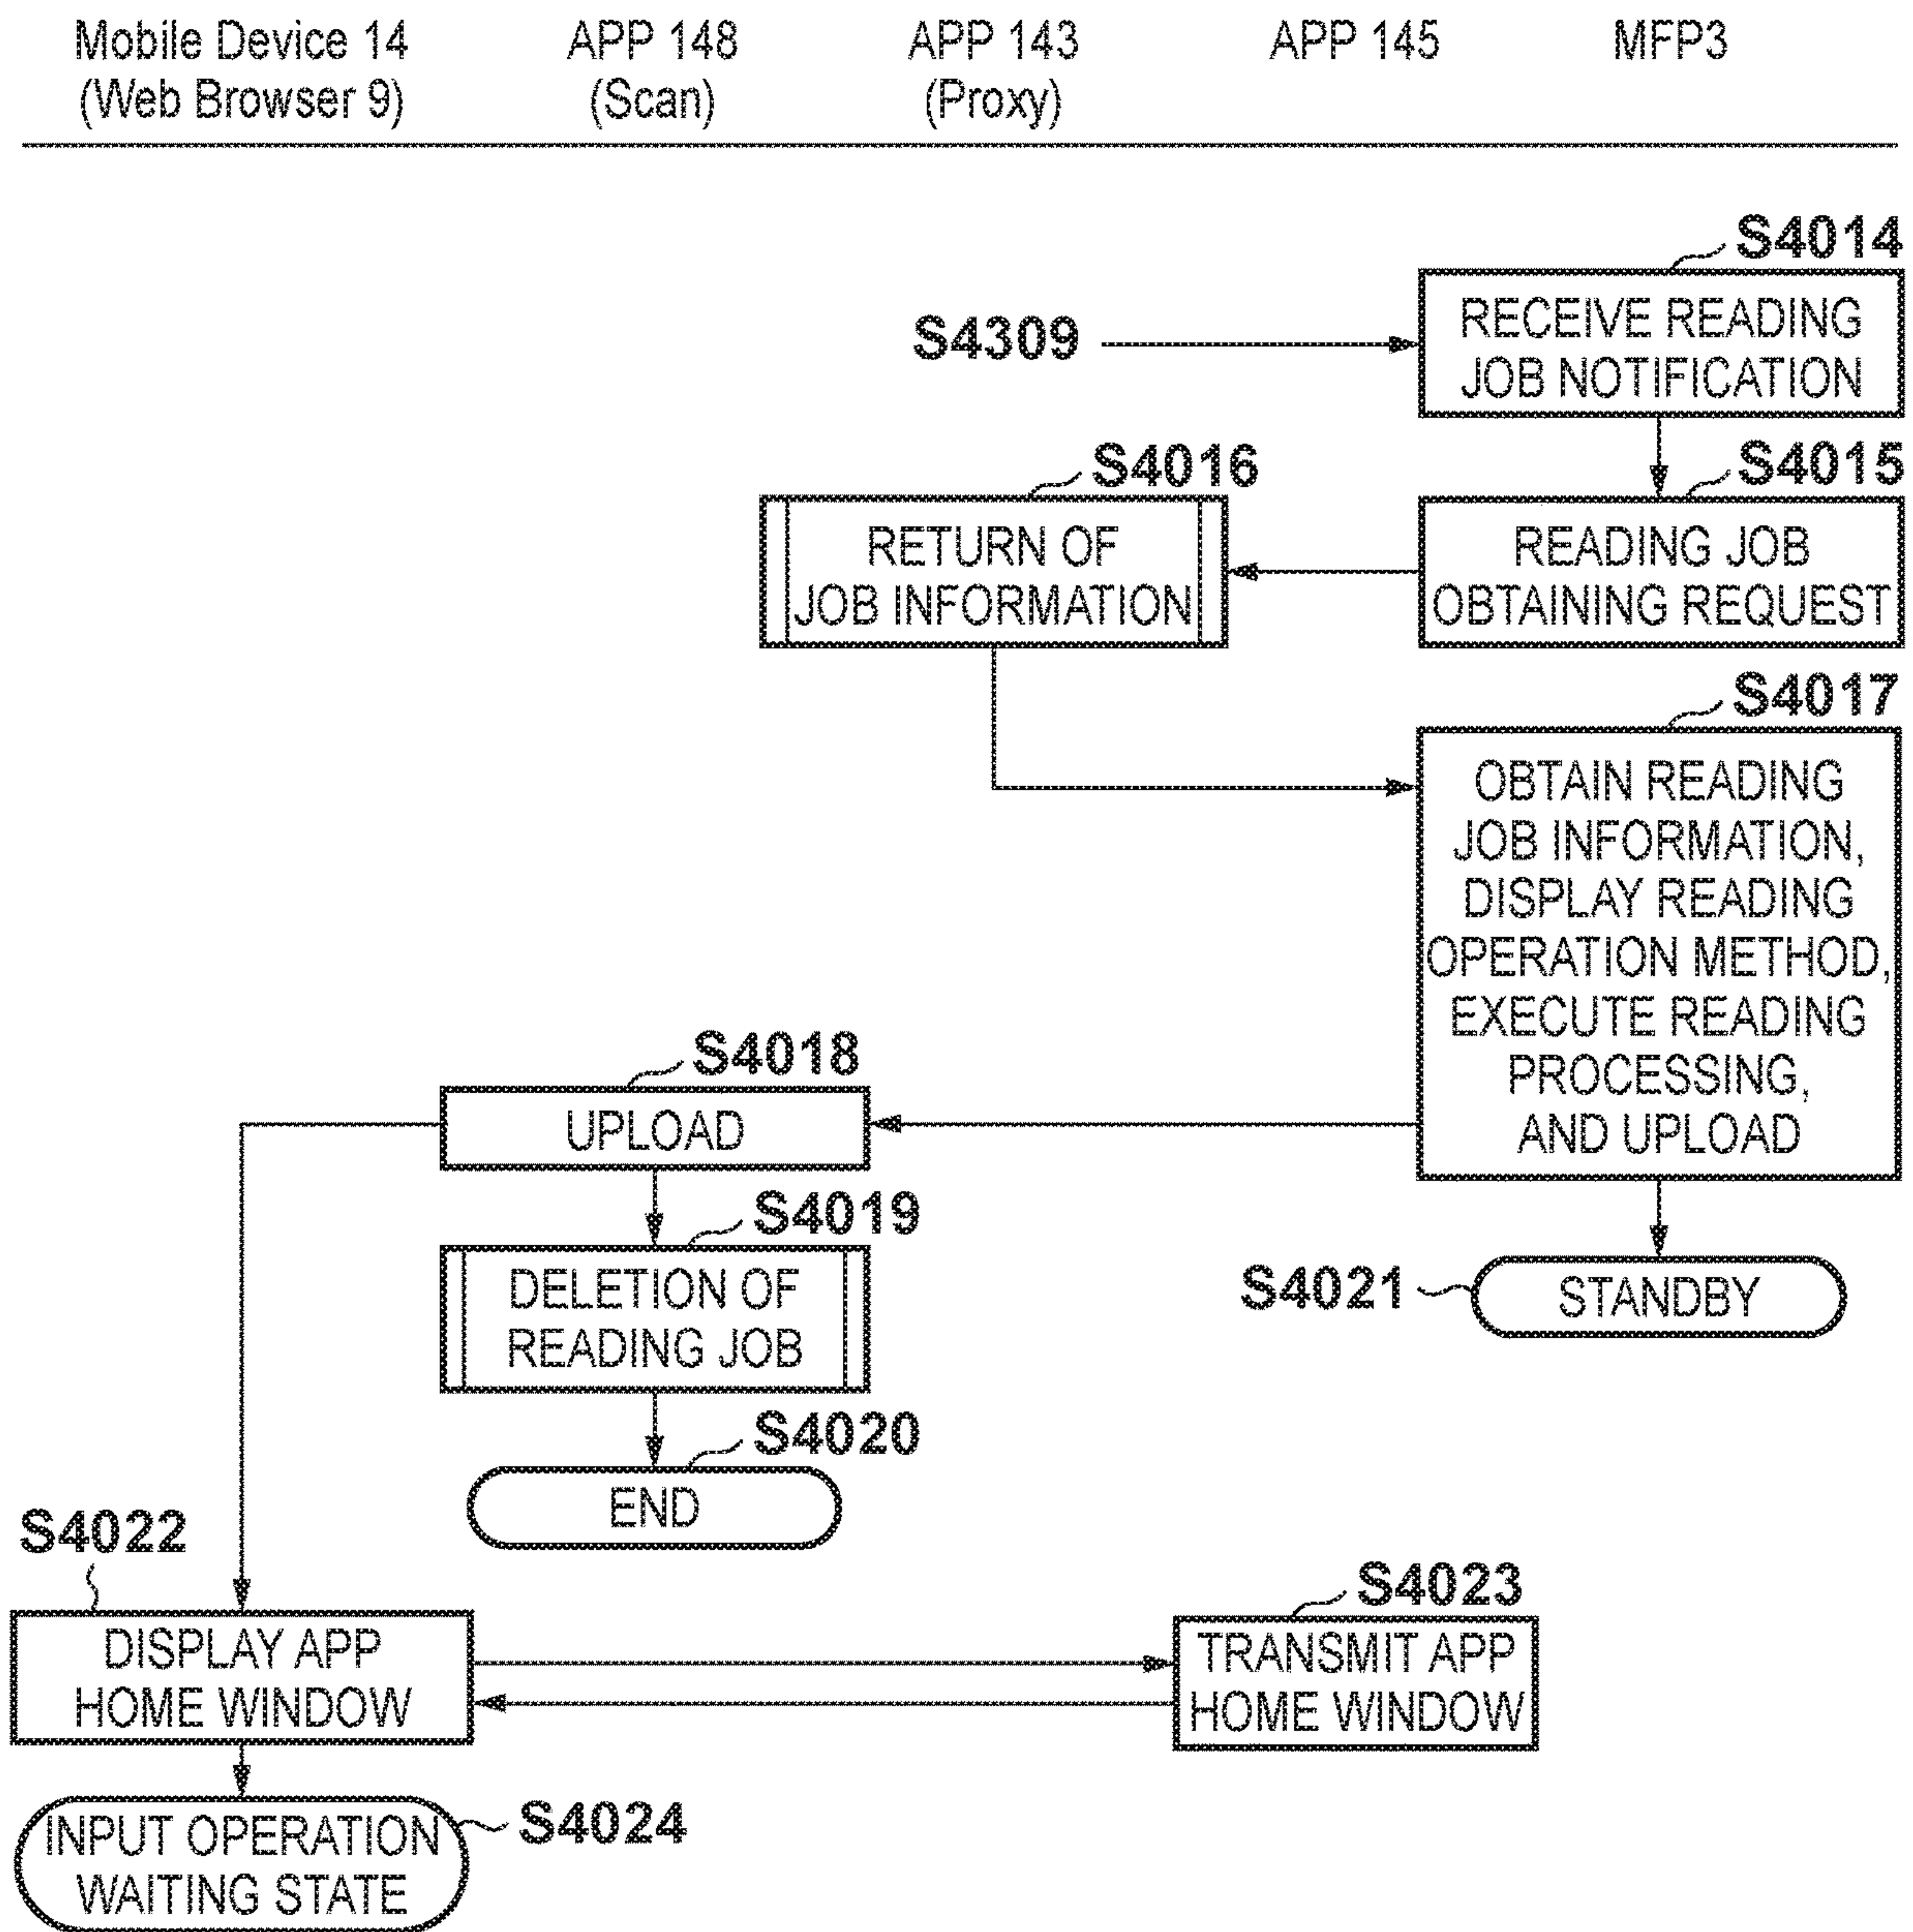 Mobile Device 14
(Web Browser 9)
APP 148
(Scan)
APP 143
(Proxy)
APP 145
MFP3
S4014
RECEIVE READING
JOB NOTIFICATION
S4309
S4015
READING JOB
OBTAINING REQUEST
S4016
RETURN OF
JOB INFORMATION
S4017
OBTAIN READING
JOB INFORMATION,
DISPLAY READING
OPERATION METHOD,
EXECUTE READING
PROCESSING,
AND UPLOAD
S4018
UPLOAD
S4019
DELETION OF
READING JOB
S4021
STANDBY
S4020
END
S4022
DISPLAY APP
HOME WINDOW
S4023
TRANSMIT APP
HOME WINDOW
S4024
INPUT OPERATION
WAITING STATE